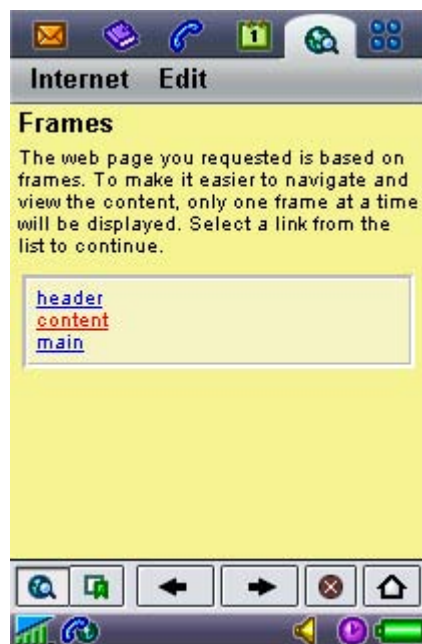 1
Internet Edit
Frames
The web page you requested is based on
frames. To make it easier to navigate and
view the content, only one frame at a time
will be displayed. Select a link from the
list to continue.
header
content
main